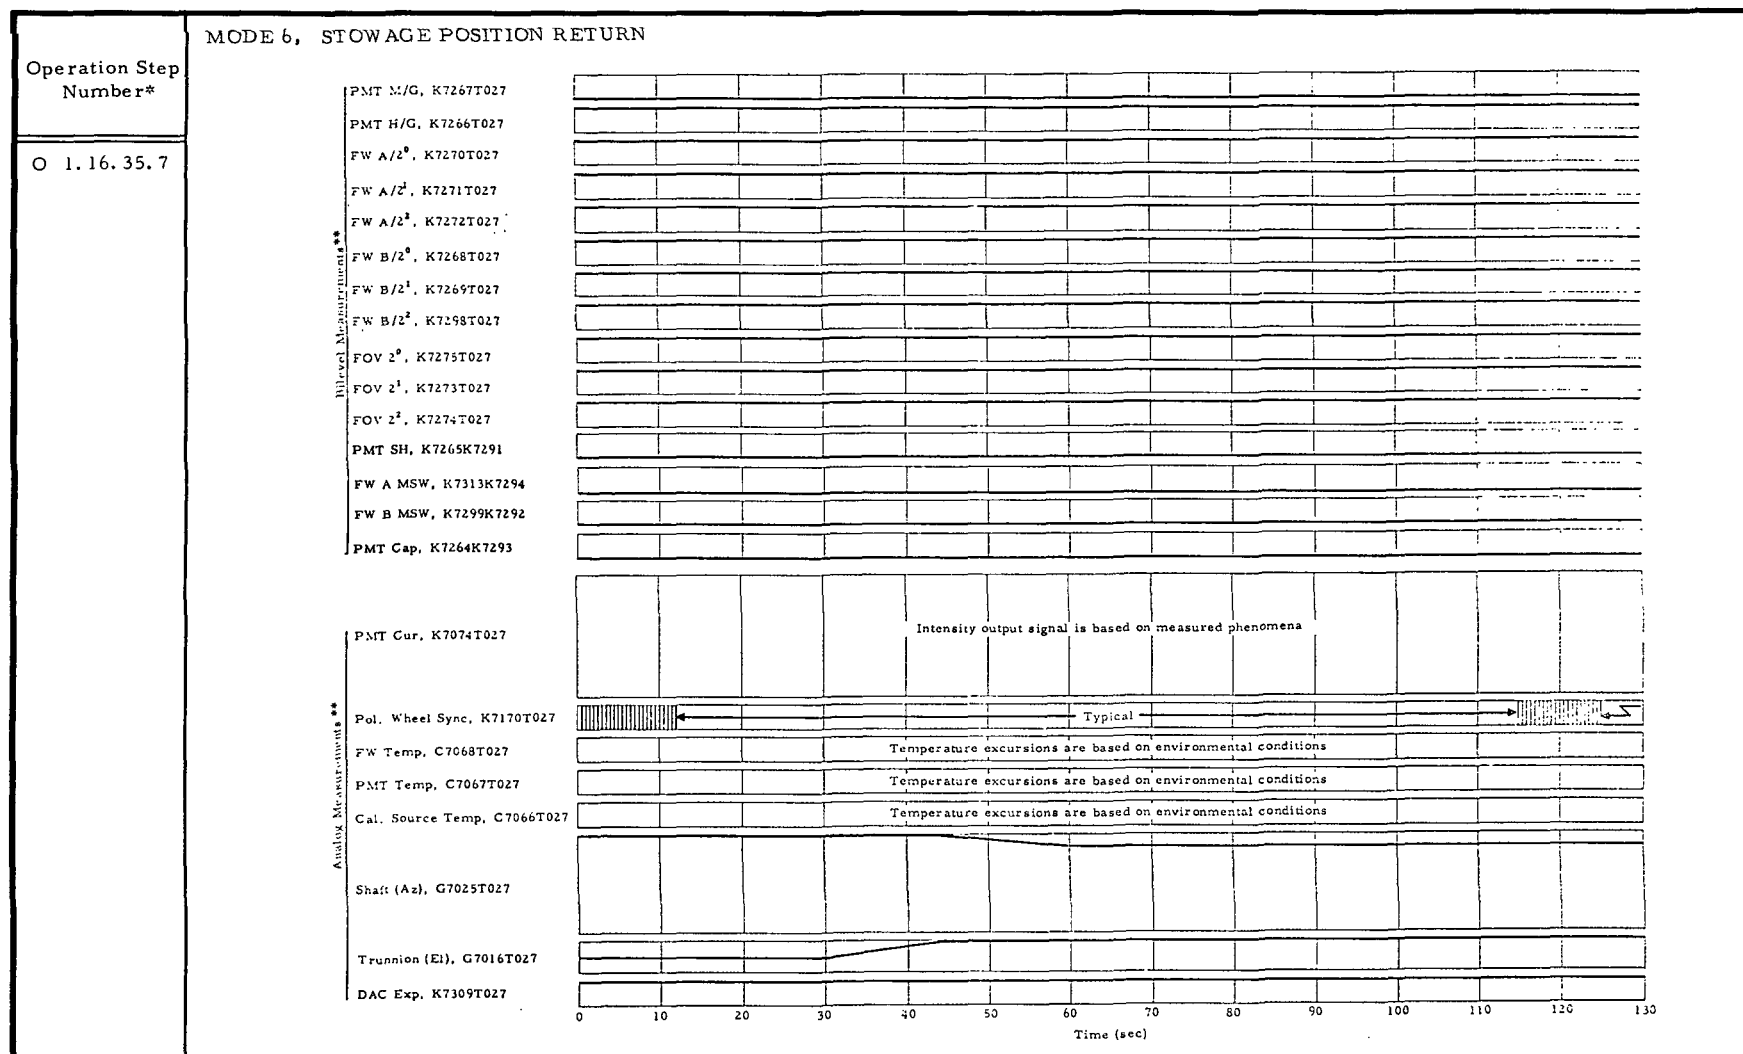 MODE 6, STOWAGE POSITION RETURN
Operation Step
Number*
O 1.16.35.7
Bilevel Measurements**
PMT M/G, K7267T027
PMT H/G, K7266T027
FW A/2⁰, K7270T027
FW A/2¹, K7271T027
FW A/2², K7272T027
FW B/2⁰, K7268T027
FW B/2¹, K7269T027
FW B/2², K7298T027
FOV 2⁰, K7275T027
FOV 2¹, K7273T027
FOV 2², K7274T027
PMT SH, K7265K7291
FW A MSW, K7313K7294
FW B MSW, K7299K7292
PMT Cap, K7264K7293
Analog Measurements**
PMT Cur, K7074T027
Intensity output signal is based on measured phenomena
Pol. Wheel Sync, K7170T027
Typical
FW Temp, C7068T027
Temperature excursions are based on environmental conditions
PMT Temp, C7067T027
Temperature excursions are based on environmental conditions
Cal. Source Temp, C7066T027
Temperature excursions are based on environmental conditions
Shaft (Az), G7025T027
Trunnion (El), G7016T027
DAC Exp, K7309T027
0 10 20 30 40 50 60 70 80 90 100 110 120 130
Time (sec)